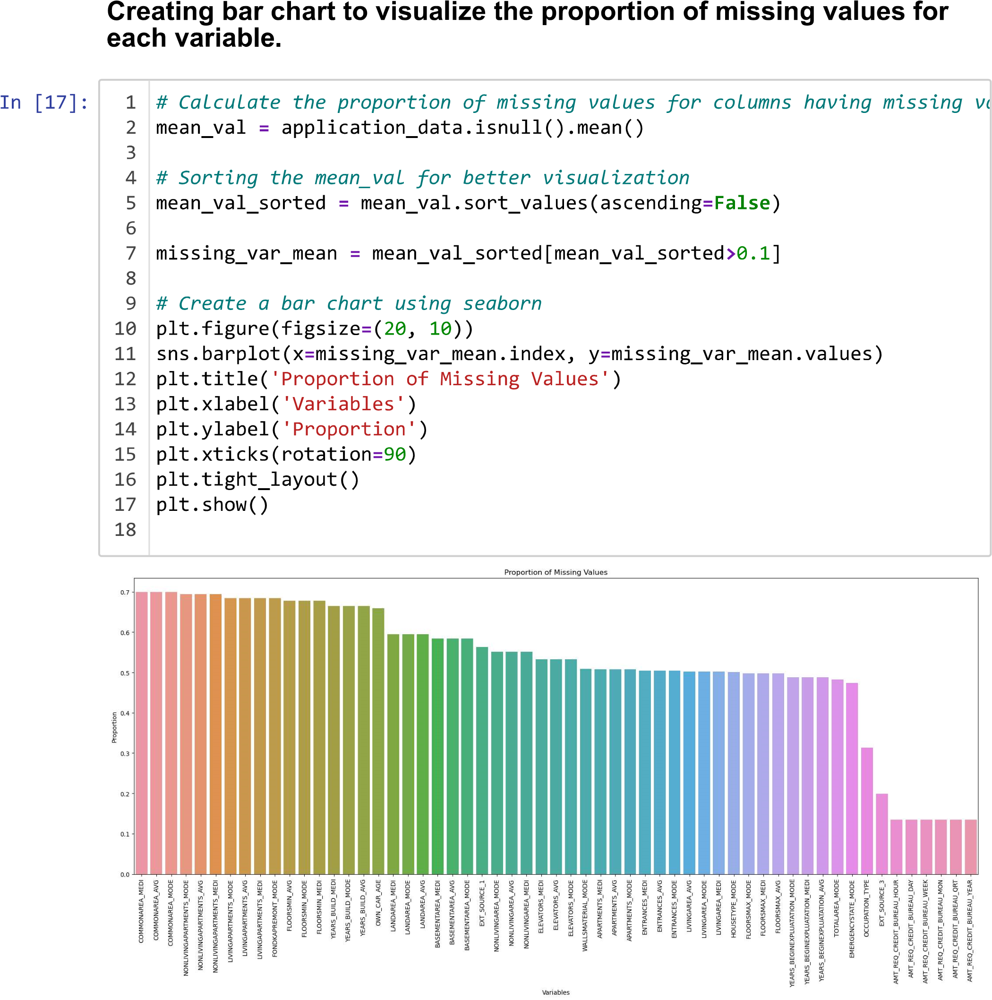 Creating bar chart to visualize the proportion of missing values for
each variable.
In [17]:
1 # Calculate the proportion of missing values for columns having missing
2 mean_val = application_data.isnull().mean()
3
4 # Sorting the mean_val for better visualization
5 mean_val_sorted = mean_val.sort_values(ascending=False)
6
7 missing_var_mean = mean_val_sorted[mean_val_sorted>0.1]
8
9 # Create a bar chart using seaborn
10 plt.figure(figsize=(20, 10))
11 sns.barplot(x=missing_var_mean.index, y=missing_var_mean.values)
12 plt.title('Proportion of Missing Values')
13 plt.xlabel('Variables')
14 plt.ylabel('Proportion')
15 plt.xticks(rotation=90)
16 plt.tight_layout()
17 plt.show()
18
Proportion of Missing Values
0.7
0.6
0.5
0.4
0.3
0.2
0.1
0.0
Proportion
COMMONAREA_MEDI
COMMONAREA_AVG
COMMONAREA_MODE
NONLIVINGAPARTMENTS_MODE
NONLIVINGAPARTMENTS_AVG
NONLIVINGAPARTMENTS_MEDI
LIVINGAPARTMENTS_MODE
LIVINGAPARTMENTS_AVG
LIVINGAPARTMENTS_MEDI
FONDKAPREMONT_MODE
FLOORSMIN_AVG
FLOORSMIN_MODE
FLOORSMIN_MEDI
YEARS_BUILD_MEDI
YEARS_BUILD_MODE
YEARS_BUILD_AVG
OWN_CAR_AGE
LANDAREA_MEDI
LANDAREA_MODE
LANDAREA_AVG
BASEMENTAREA_MEDI
BASEMENTAREA_AVG
BASEMENTAREA_MODE
EXT_SOURCE_1
NONLIVINGAREA_MODE
NONLIVINGAREA_AVG
NONLIVINGAREA_MEDI
ELEVATORS_MEDI
ELEVATORS_AVG
ELEVATORS_MODE
WALLSMATERIAL_MODE
APARTMENTS_MEDI
APARTMENTS_AVG
APARTMENTS_MODE
ENTRANCES_MEDI
ENTRANCES_AVG
ENTRANCES_MODE
LIVINGAREA_AVG
LIVINGAREA_MODE
LIVINGAREA_MEDI
HOUSETYPE_MODE
FLOORSMAX_MODE
FLOORSMAX_MEDI
FLOORSMAX_AVG
YEARS_BEGINEXPLUATATION_MODE
YEARS_BEGINEXPLUATATION_MEDI
YEARS_BEGINEXPLUATATION_AVG
TOTALAREA_MODE
EMERGENCYSTATE_MODE
OCCUPATION_TYPE
EXT_SOURCE_3
AMT_REQ_CREDIT_BUREAU_HOUR
AMT_REQ_CREDIT_BUREAU_DAY
AMT_REQ_CREDIT_BUREAU_WEEK
AMT_REQ_CREDIT_BUREAU_MON
AMT_REQ_CREDIT_BUREAU_QRT
AMT_REQ_CREDIT_BUREAU_YEAR
Variables